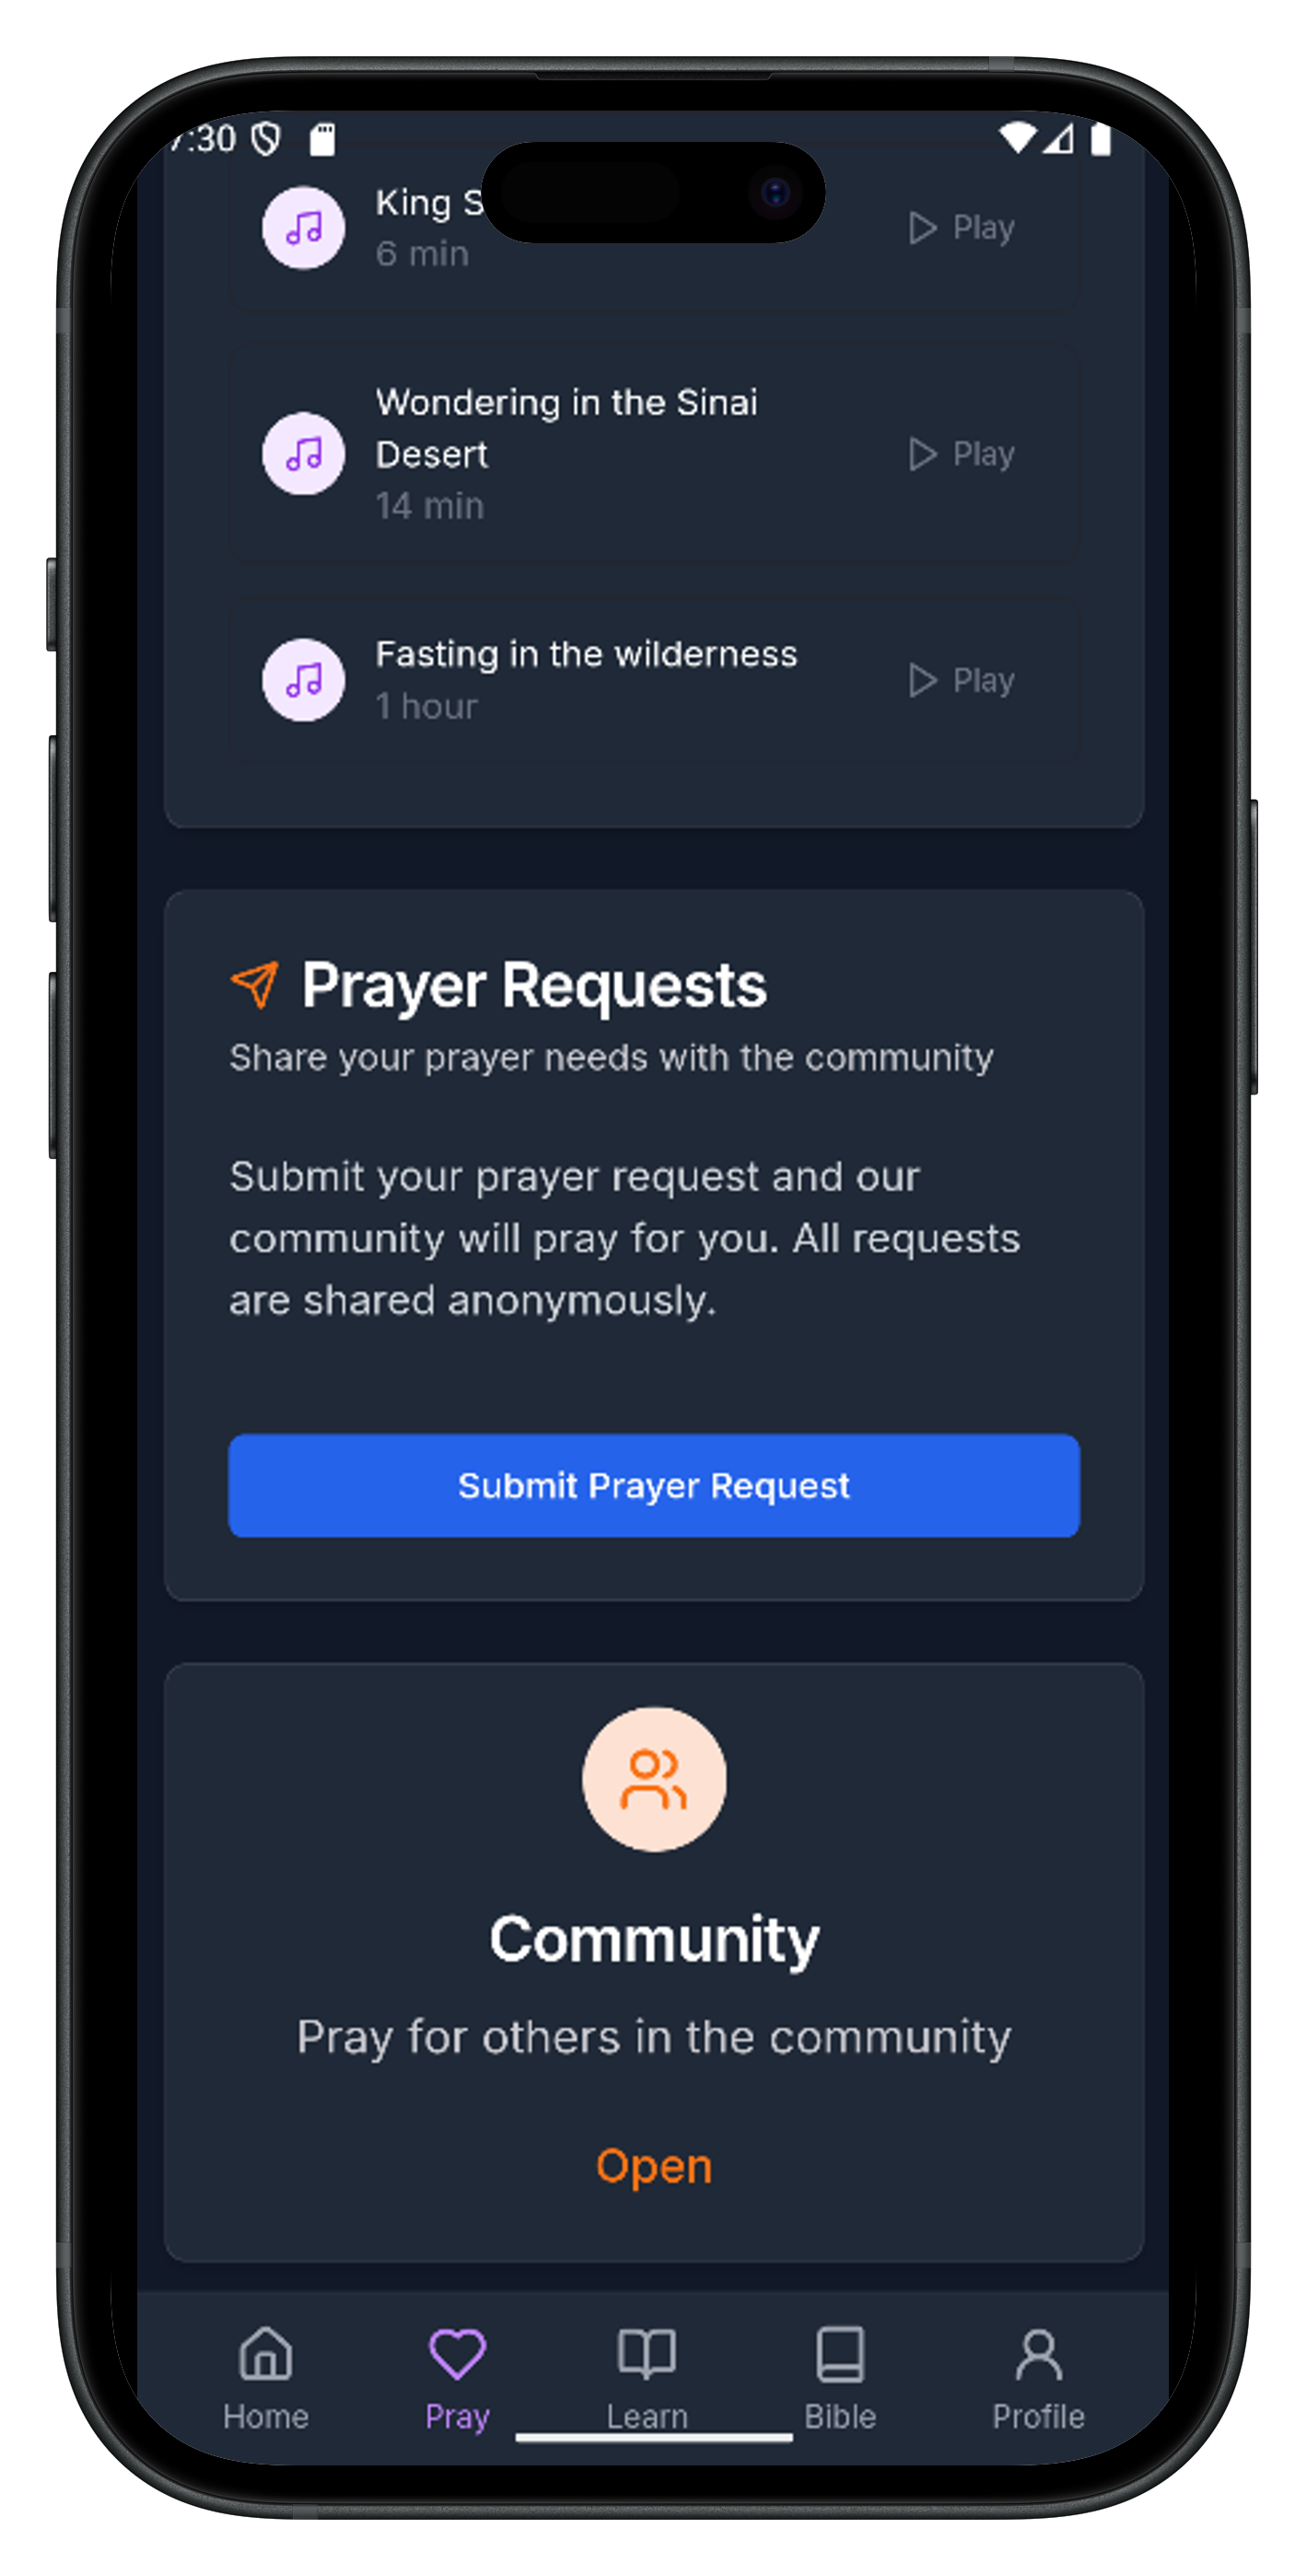 7:30
King S
6 min
Play
Wondering in the Sinai
Desert
14 min
Play
Fasting in the wilderness
1 hour
Play
Prayer Requests
Share your prayer needs with the community
Submit your prayer request and our
community will pray for you. All requests
are shared anonymously.
Submit Prayer Request
Community
Pray for others in the community
Open
Home
Pray
Learn
Bible
Profile